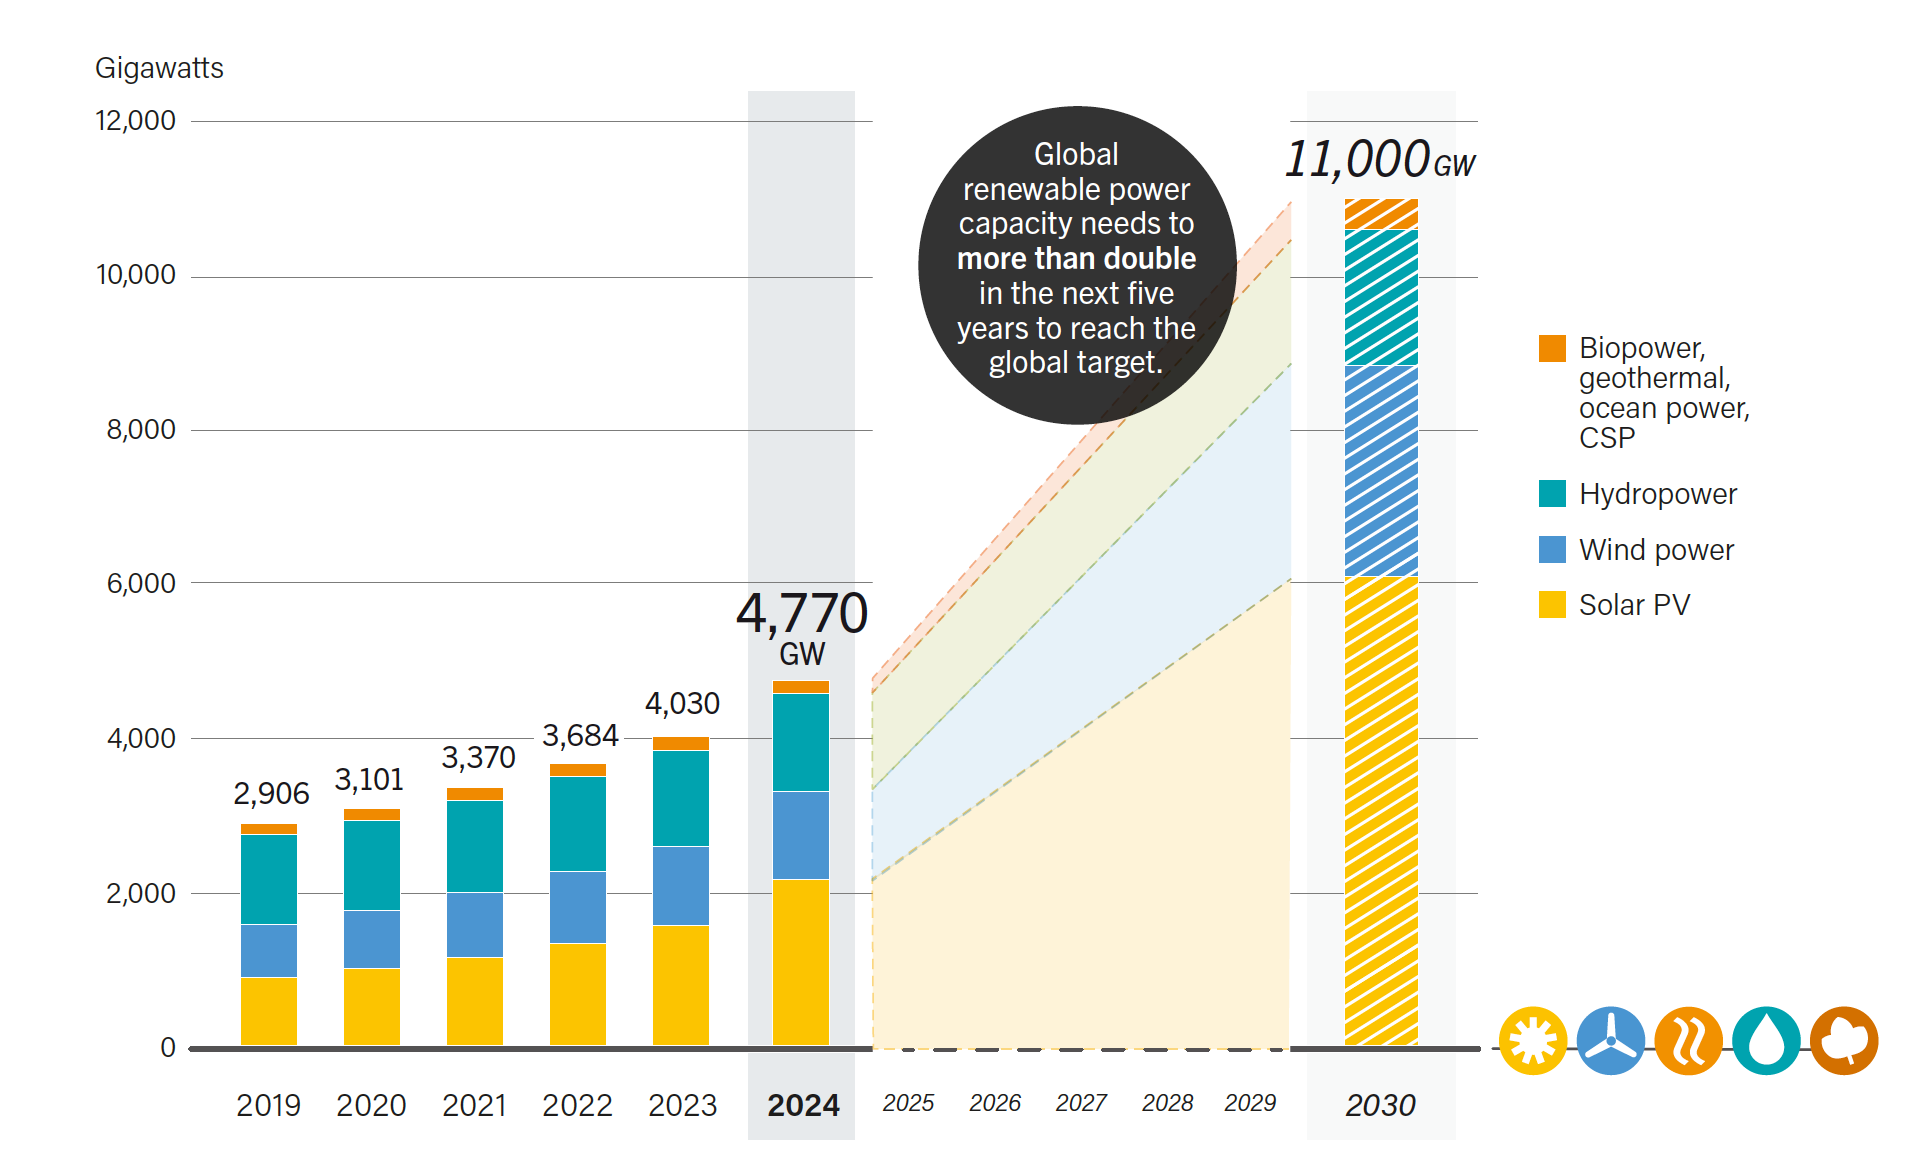 Gigawatts
12,000
10,000
8,000
6,000
4,000
2,000
0
2,906
3,101
3,370
3,684
4,030
4,770
GW
Global
renewable power
capacity needs to
more than double
in the next five
years to reach the
global target.
11,000 GW
Biopower,
geothermal,
ocean power,
CSP
Hydropower
Wind power
Solar PV
2019 2020 2021 2022 2023 2024 2025 2026 2027 2028 2029 2030